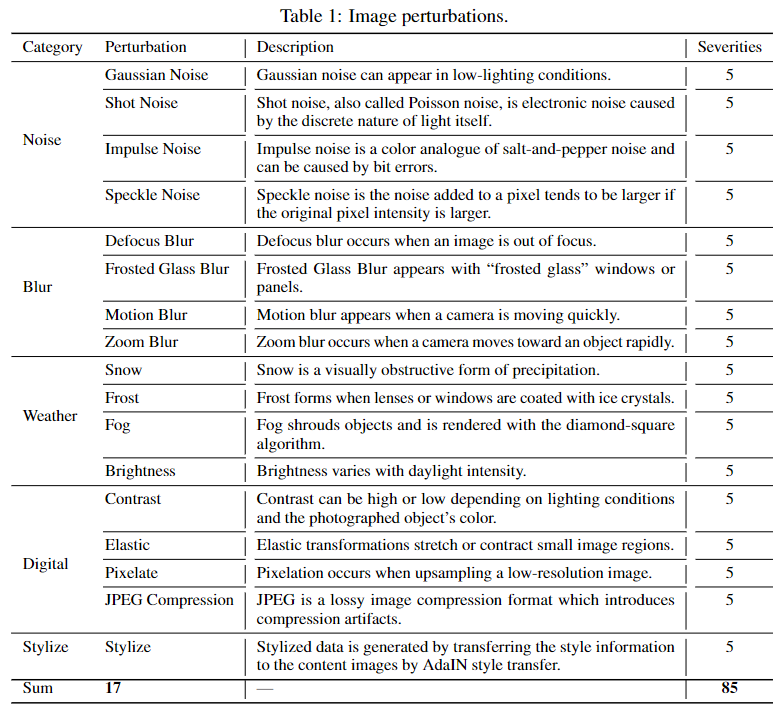 Table 1: Image perturbations.
Category Perturbation Description Severities
Noise
Gaussian Noise Gaussian noise can appear in low-lighting conditions. 5
Shot Noise Shot noise, also called Poisson noise, is electronic noise caused 5
by the discrete nature of light itself.
Impulse Noise Impulse noise is a color analogue of salt-and-pepper noise and 5
can be caused by bit errors.
Speckle Noise Speckle noise is the noise added to a pixel tends to be larger if 5
the original pixel intensity is larger.
Blur
Defocus Blur Defocus blur occurs when an image is out of focus. 5
Frosted Glass Blur Frosted Glass Blur appears with “frosted glass” windows or 5
panels.
Motion Blur Motion blur appears when a camera is moving quickly. 5
Zoom Blur Zoom blur occurs when a camera moves toward an object rapidly. 5
Weather
Snow Snow is a visually obstructive form of precipitation. 5
Frost Frost forms when lenses or windows are coated with ice crystals. 5
Fog Fog shrouds objects and is rendered with the diamond-square 5
algorithm.
Brightness Brightness varies with daylight intensity. 5
Digital
Contrast Contrast can be high or low depending on lighting conditions 5
and the photographed object’s color.
Elastic Elastic transformations stretch or contract small image regions. 5
Pixelate Pixelation occurs when upsampling a low-resolution image. 5
JPEG Compression JPEG is a lossy image compression format which introduces 5
compression artifacts.
Stylize Stylize Stylized data is generated by transferring the style information 5
to the content images by AdaIN style transfer.
Sum 17 — 85